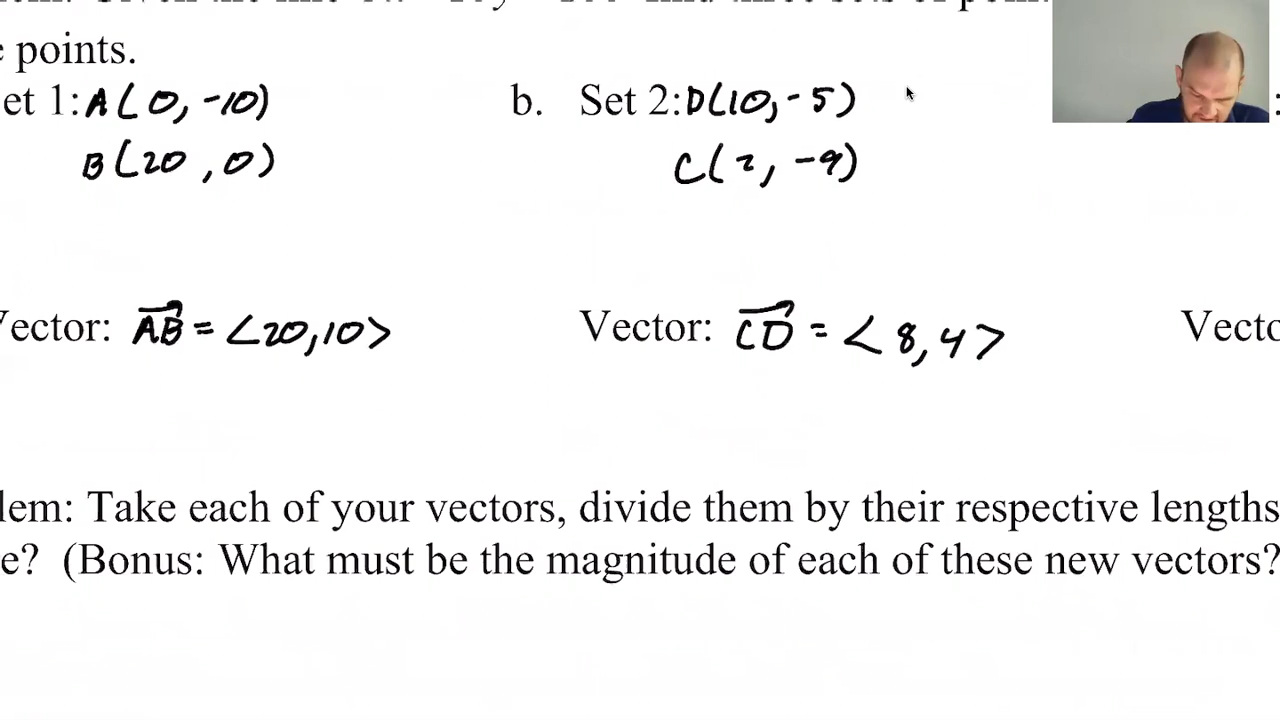 points.
et 1: A(0, -10)
B(20, 0)
b. Set 2: D(10, -5)
C(2, -9)
Vector: AB = <20, 10>
Vector: CD = <8, 4>
Vecto
lem: Take each of your vectors, divide them by their respective lengths
e? (Bonus: What must be the magnitude of each of these new vectors?